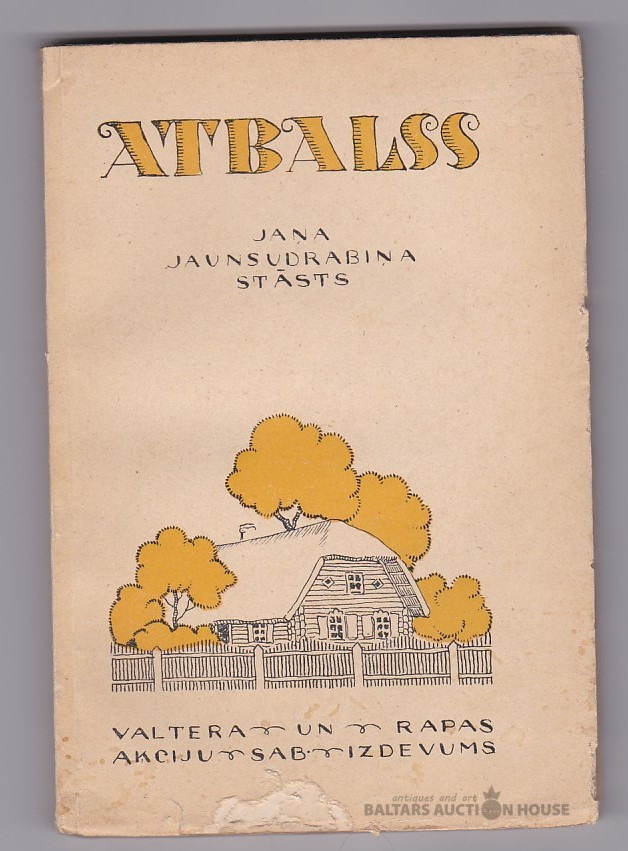 ATBALSS
JAŅA
JAUNSUDRABIŅA
STĀSTS
VALTERA UN RAPAS
AKCIJU SAB. IZDEVUMS
antiques and art
BALTARS AUCTION HOUSE